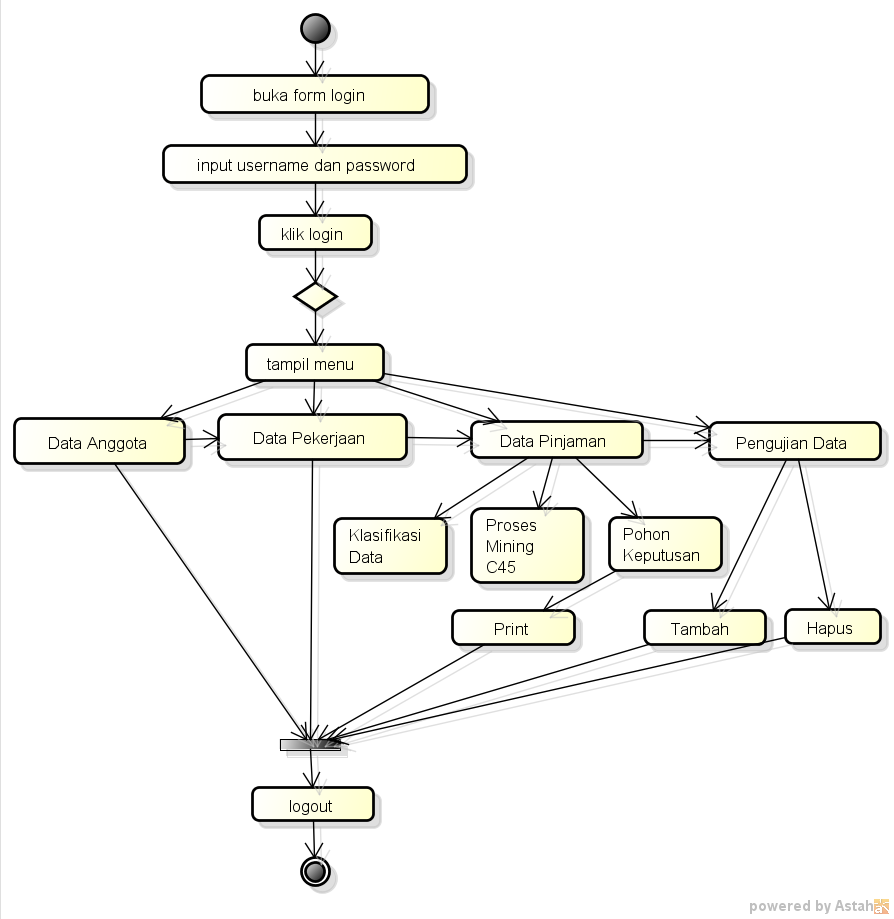 buka form login
input username dan password
klik login
tampil menu
Data Anggota
Data Pekerjaan
Data Pinjaman
Pengujian Data
Klasifikasi
Data
Proses
Mining
C45
Pohon
Keputusan
Print
Tambah
Hapus
logout
powered by Astah